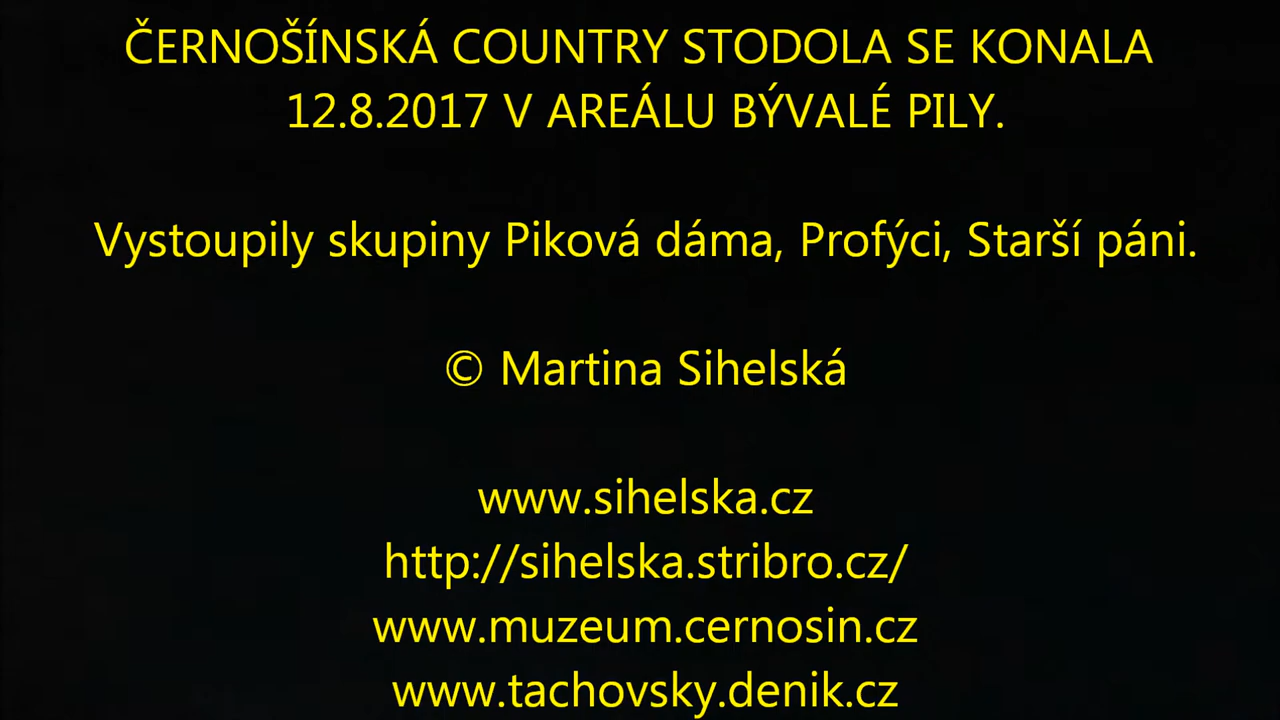 ČERNOŠÍNSKÁ COUNTRY STODOLA SE KONALA
12.8.2017 V AREÁLU BÝVALÉ PILY.
Vystoupily skupiny Piková dáma, Profýci, Starší páni.
© Martina Sihelská
www.sihelska.cz
http://sihelska.stribro.cz/
www.muzeum.cernosin.cz
www.tachovsky.denik.cz